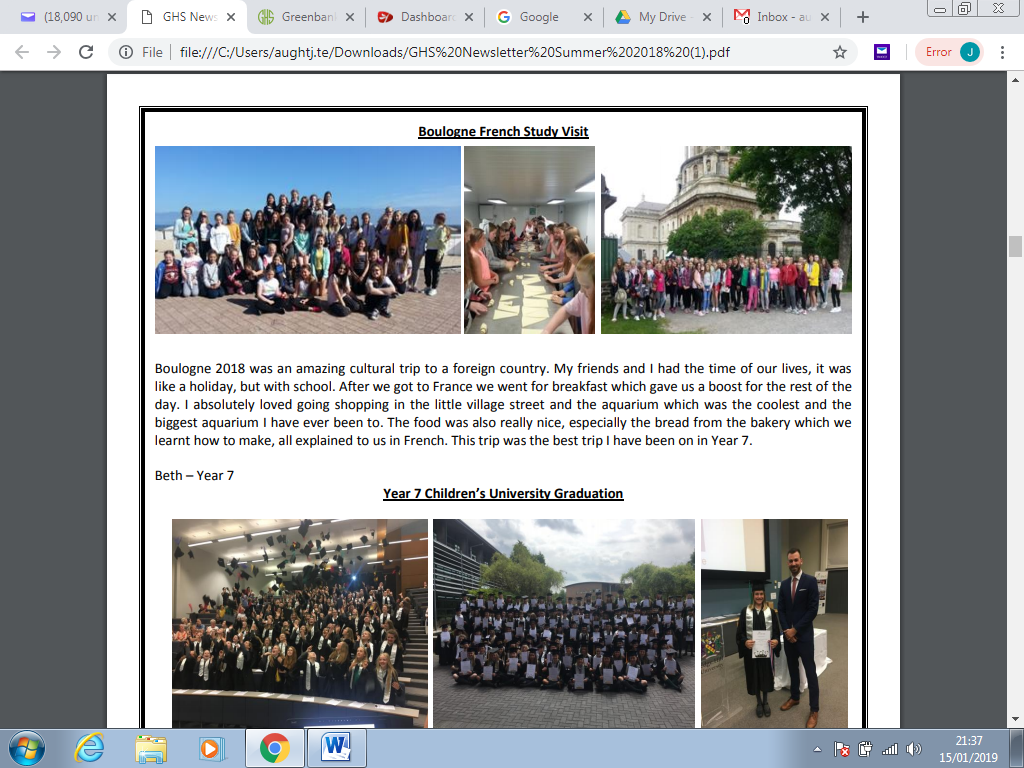 (18,090 un
GHS News
Greenban
Dashboar
Google
My Drive -
Inbox - au
File
file:///C:/Users/aughtj.te/Downloads/GHS%20Newsletter%20Summer%202018%20(1).pdf
Error
J
Boulogne French Study Visit
Boulogne 2018 was an amazing cultural trip to a foreign country. My friends and I had the time of our lives, it was
like a holiday, but with school. After we got to France we went for breakfast which gave us a boost for the rest of the
day. I absolutely loved going shopping in the little village street and the aquarium which was the coolest and the
biggest aquarium I have ever been to. The food was also really nice, especially the bread from the bakery which we
learnt how to make, all explained to us in French. This trip was the best trip I have been on in Year 7.
Beth – Year 7
Year 7 Children's University Graduation
21:37
15/01/2019